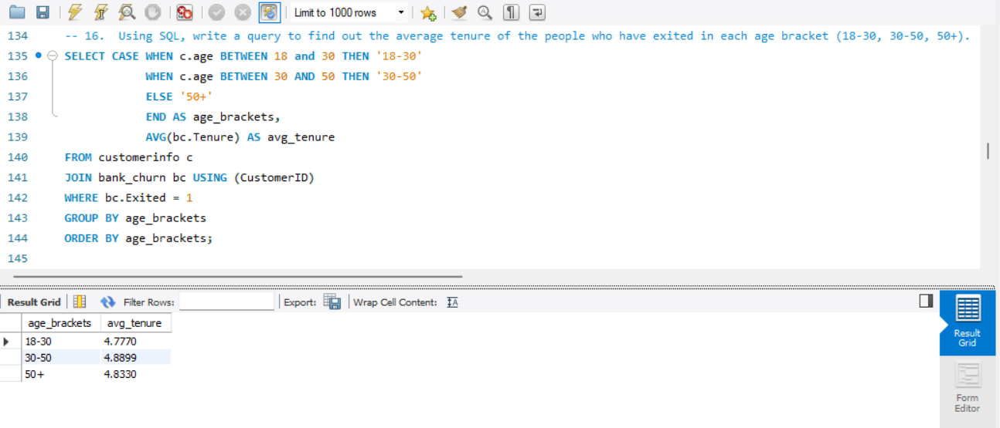 Limit to 1000 rows
134 -- 16. Using SQL, write a query to find out the average tenure of the people who have exited in each age bracket (18-30, 30-50, 50+).
135 SELECT CASE WHEN c.age BETWEEN 18 and 30 THEN '18-30'
136 WHEN c.age BETWEEN 30 AND 50 THEN '30-50'
137 ELSE '50+'
138 END AS age_brackets,
139 AVG(bc.Tenure) AS avg_tenure
140 FROM customerinfo c
141 JOIN bank_churn bc USING (CustomerID)
142 WHERE bc.Exited = 1
143 GROUP BY age_brackets
144 ORDER BY age_brackets;
145
Result Grid Filter Rows: Export: Wrap Cell Content:
age_brackets avg_tenure
18-30 4.7770
30-50 4.8899
50+ 4.8330
Result
Grid
Form
Editor